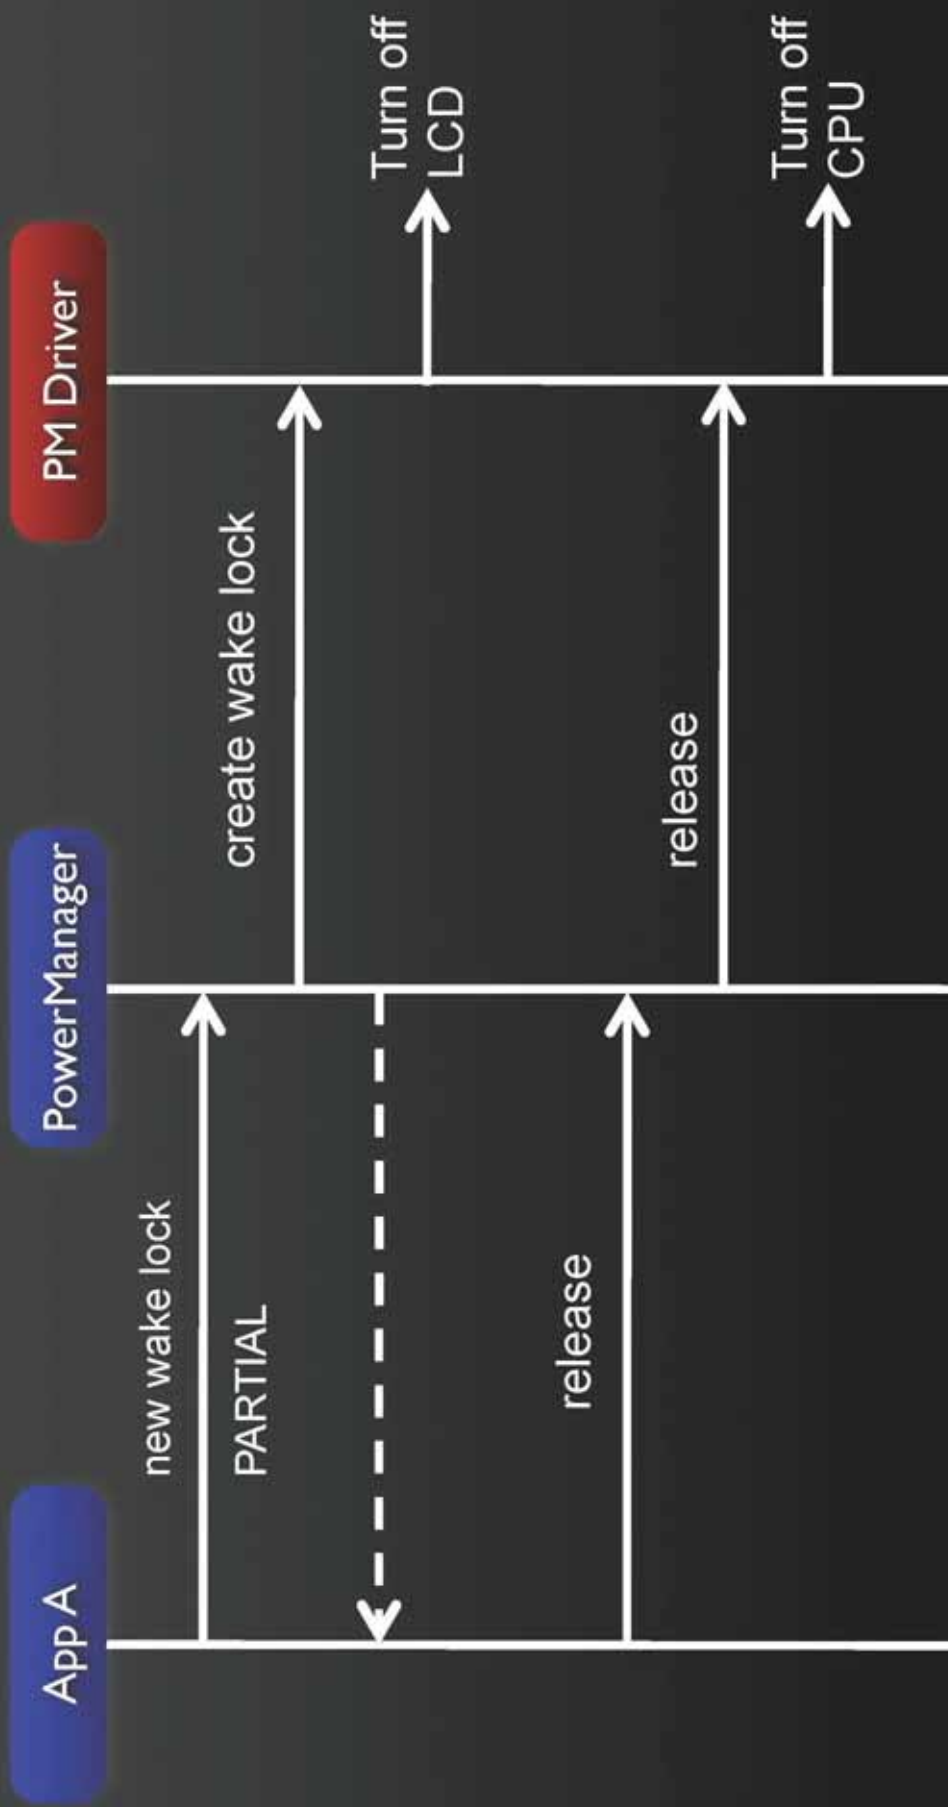 App A
PowerManager
PM Driver
new wake lock
PARTIAL
create wake lock
Turn off
LCD
release
release
Turn off
CPU